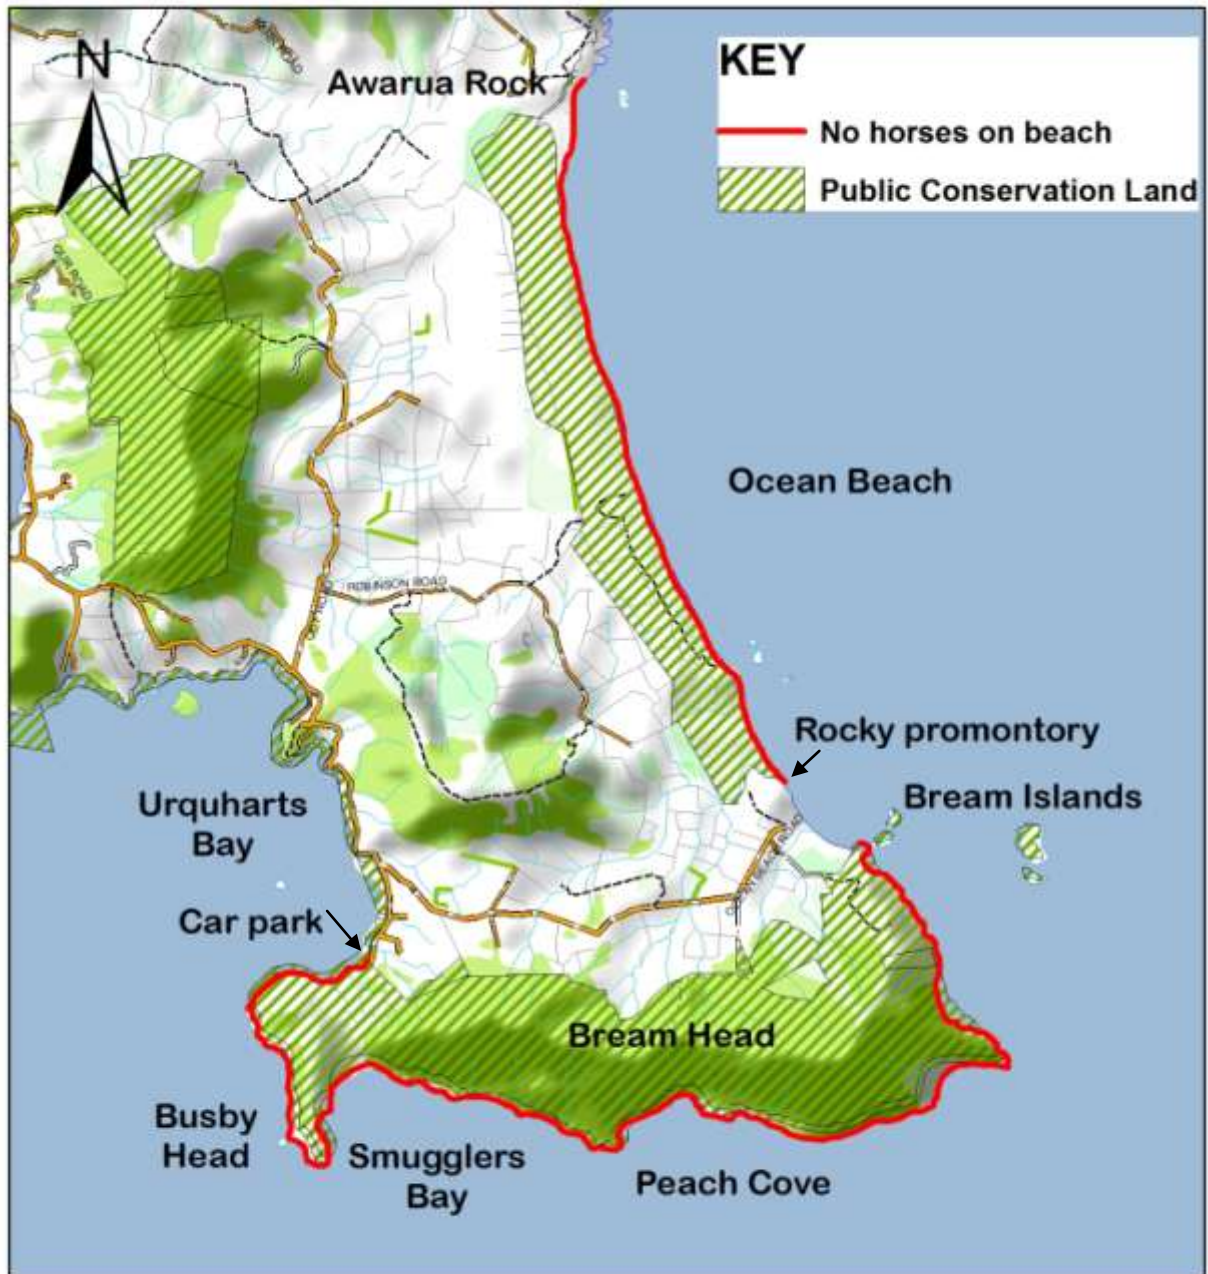 N
Awarua Rock
KEY
No horses on beach
Public Conservation Land
Ocean Beach
ROBINSON ROAD
Rocky promontory
Bream Islands
Urquharts
Bay
Car park
Bream Head
Busby
Head
Smugglers
Bay
Peach Cove